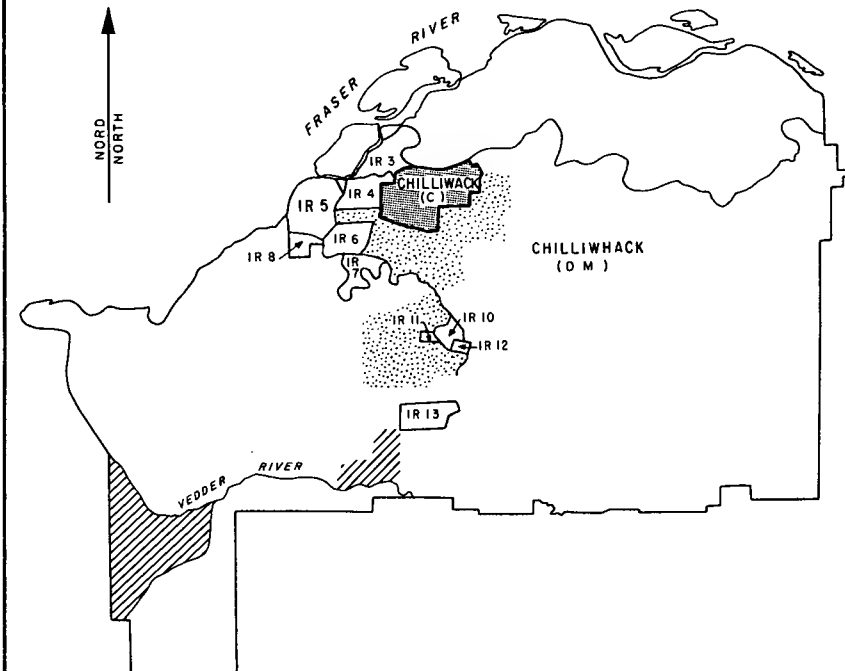 FRASER RIVER
NORD
NORTH
IR 3
CHILLIWACK
(C)
IR 4
IR 5
IR 6
IR 8
IR
7
CHILLIWHACK
(DM)
IR 11
IR 10
IR 12
IR 13
VEDDER RIVER